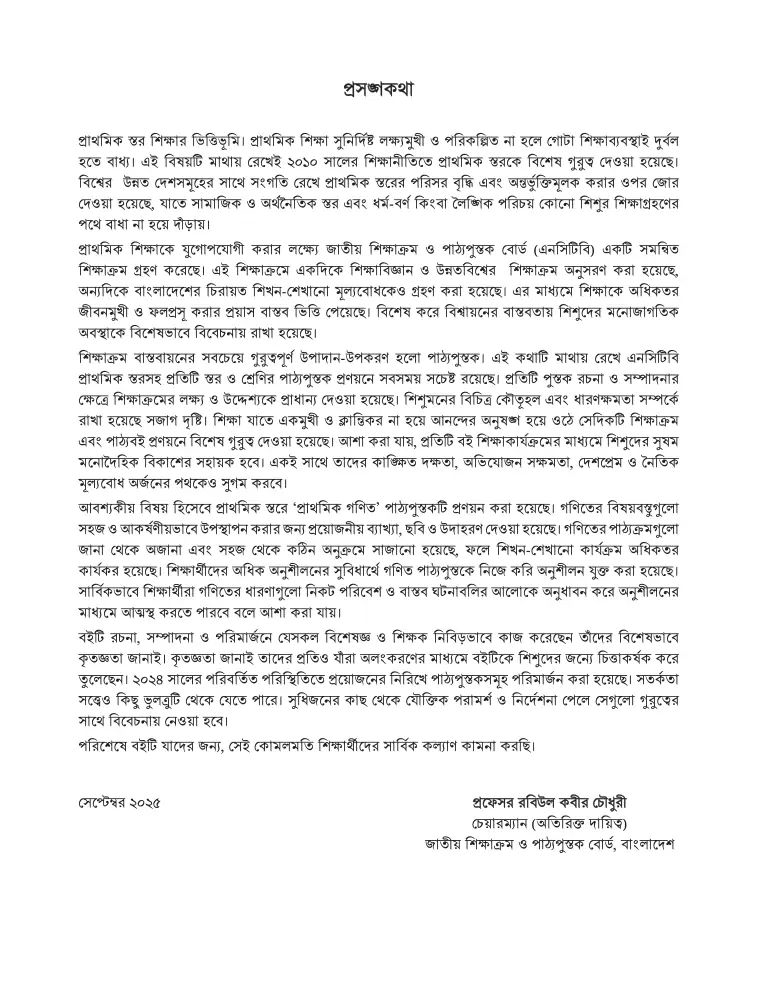 প্রসঙ্গকথা
প্রাথমিক স্তর শিক্ষার ভিত্তিভূমি। প্রাথমিক শিক্ষা সুনির্দিষ্ট লক্ষ্যমুখী ও পরিকল্পিত না হলে গোটা শিক্ষাব্যবস্থাই দুর্বল
হতে বাধ্য। এই বিষয়টি মাথায় রেখেই ২০১০ সালের শিক্ষানীতিতে প্রাথমিক স্তরকে বিশেষ গুরুত্ব দেওয়া হয়েছে।
বিশ্বের উন্নত দেশসমূহের সাথে সংগতি রেখে প্রাথমিক স্তরের পরিসর বৃদ্ধি এবং অন্তর্ভুক্তিমূলক করার ওপর জোর
দেওয়া হয়েছে, যাতে সামাজিক ও অর্থনৈতিক স্তর এবং ধর্ম-বর্ণ কিংবা লৈঙ্গিক পরিচয় কোনো শিশুর শিক্ষাগ্রহণের
পথে বাধা না হয়ে দাঁড়ায়।
প্রাথমিক শিক্ষাকে যুগোপযোগী করার লক্ষ্যে জাতীয় শিক্ষাক্রম ও পাঠ্যপুস্তক বোর্ড (এনসিটিবি) একটি সমন্বিত
শিক্ষাক্রম গ্রহণ করেছে। এই শিক্ষাক্রমে একদিকে শিক্ষাবিজ্ঞান ও উন্নতবিশ্বের শিক্ষাক্রম অনুসরণ করা হয়েছে,
অন্যদিকে বাংলাদেশের চিরায়ত শিখন-শেখানো মূল্যবোধকেও গ্রহণ করা হয়েছে। এর মাধ্যমে শিক্ষাকে অধিকতর
জীবনমুখী ও ফলপ্রসূ করার প্রয়াস বাস্তব ভিত্তি পেয়েছে। বিশেষ করে বিশ্বায়নের বাস্তবতায় শিশুদের মনোজাগতিক
অবস্থাকে বিশেষভাবে বিবেচনায় রাখা হয়েছে।
শিক্ষাক্রম বাস্তবায়নের সবচেয়ে গুরুত্বপূর্ণ উপাদান-উপকরণ হলো পাঠ্যপুস্তক। এই কথাটি মাথায় রেখে এনসিটিবি
প্রাথমিক স্তরসহ প্রতিটি স্তর ও শ্রেণির পাঠ্যপুস্তক প্রণয়নে সবসময় সচেষ্ট রয়েছে। প্রতিটি পুস্তক রচনা ও সম্পাদনার
ক্ষেত্রে শিক্ষাক্রমের লক্ষ্য ও উদ্দেশ্যকে প্রাধান্য দেওয়া হয়েছে। শিশুমনের বিচিত্র কৌতূহল এবং ধারণক্ষমতা সম্পর্কে
রাখা হয়েছে সজাগ দৃষ্টি। শিক্ষা যাতে একমুখী ও ক্লান্তিকর না হয়ে আনন্দের অনুষঙ্গ হয়ে ওঠে সেদিকটি শিক্ষাক্রম
এবং পাঠ্যবই প্রণয়নে বিশেষ গুরুত্ব দেওয়া হয়েছে। আশা করা যায়, প্রতিটি বই শিক্ষাকার্যক্রমের মাধ্যমে শিশুদের সুষম
মনোদৈহিক বিকাশের সহায়ক হবে। একই সাথে তাদের কাঙ্ক্ষিত দক্ষতা, অভিযোজন সক্ষমতা, দেশপ্রেম ও নৈতিক
মূল্যবোধ অর্জনের পথকেও সুগম করবে।
আবশ্যকীয় বিষয় হিসেবে প্রাথমিক স্তরে ‘প্রাথমিক গণিত’ পাঠ্যপুস্তকটি প্রণয়ন করা হয়েছে। গণিতের বিষয়বস্তুগুলো
সহজ ও আকর্ষণীয়ভাবে উপস্থাপন করার জন্য প্রয়োজনীয় ব্যাখ্যা, ছবি ও উদাহরণ দেওয়া হয়েছে। গণিতের পাঠ্যক্রমগুলো
জানা থেকে অজানা এবং সহজ থেকে কঠিন অনুক্রমে সাজানো হয়েছে, ফলে শিখন-শেখানো কার্যক্রম অধিকতর
কার্যকর হয়েছে। শিক্ষার্থীদের অধিক অনুশীলনের সুবিধার্থে গণিত পাঠ্যপুস্তকে নিজে করি অনুশীলন যুক্ত করা হয়েছে।
সার্বিকভাবে শিক্ষার্থীরা গণিতের ধারণাগুলো নিকট পরিবেশ ও বাস্তব ঘটনাবলির আলোকে অনুধাবন করে অনুশীলনের
মাধ্যমে আত্মস্থ করতে পারবে বলে আশা করা যায়।
বইটি রচনা, সম্পাদনা ও পরিমার্জনে যেসকল বিশেষজ্ঞ ও শিক্ষক নিবিড়ভাবে কাজ করেছেন তাঁদের বিশেষভাবে
কৃতজ্ঞতা জানাই। কৃতজ্ঞতা জানাই তাদের প্রতিও যাঁরা অলংকরণের মাধ্যমে বইটিকে শিশুদের জন্যে চিত্তাকর্ষক করে
তুলেছেন। ২০২৪ সালের পরিবর্তিত পরিস্থিতিতে প্রয়োজনের নিরিখে পাঠ্যপুস্তকসমূহ পরিমার্জন করা হয়েছে। সতর্কতা
সত্ত্বেও কিছু ভুলত্রুটি থেকে যেতে পারে। সুধিজনের কাছ থেকে যৌক্তিক পরামর্শ ও নির্দেশনা পেলে সেগুলো গুরুত্বের
সাথে বিবেচনায় নেওয়া হবে।
পরিশেষে বইটি যাদের জন্য, সেই কোমলমতি শিক্ষার্থীদের সার্বিক কল্যাণ কামনা করছি।
সেপ্টেম্বর ২০২৫
প্রফেসর রবিউল কবীর চৌধুরী
চেয়ারম্যান (অতিরিক্ত দায়িত্ব)
জাতীয় শিক্ষাক্রম ও পাঠ্যপুস্তক বোর্ড, বাংলাদেশ